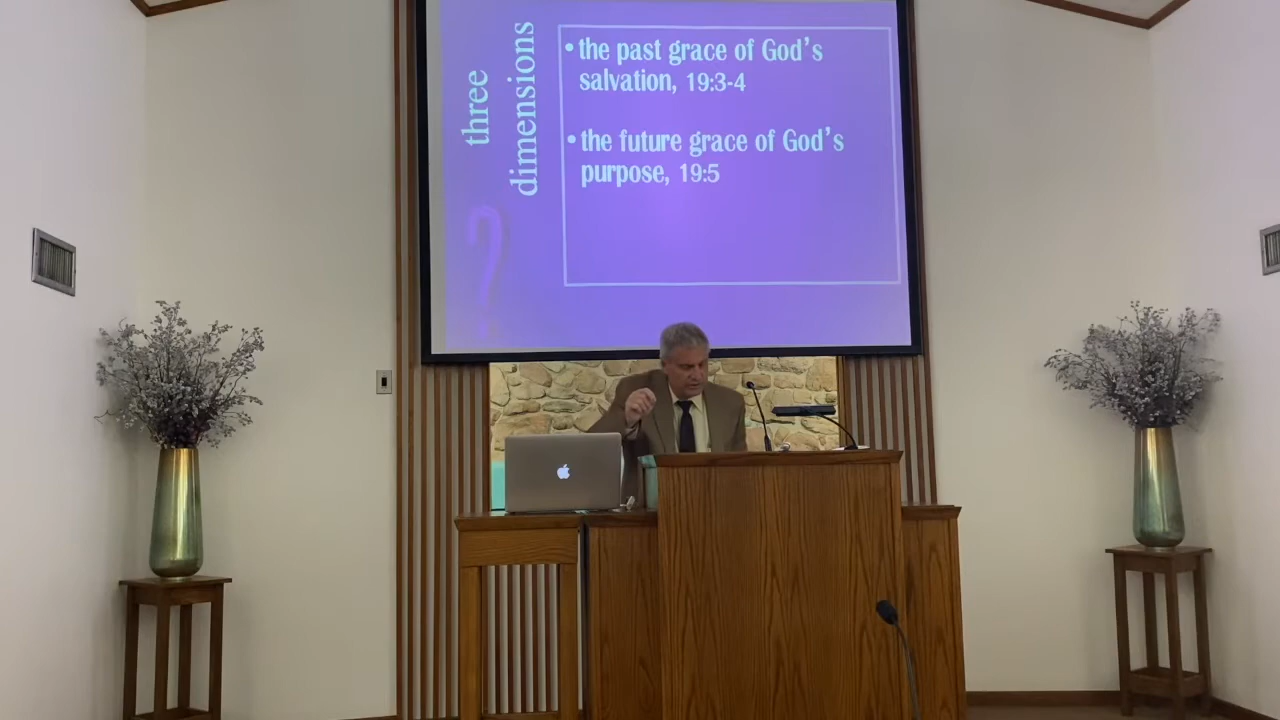 three
dimensions
• the past grace of God's
salvation, 19:3-4
• the future grace of God's
purpose, 19:5
?